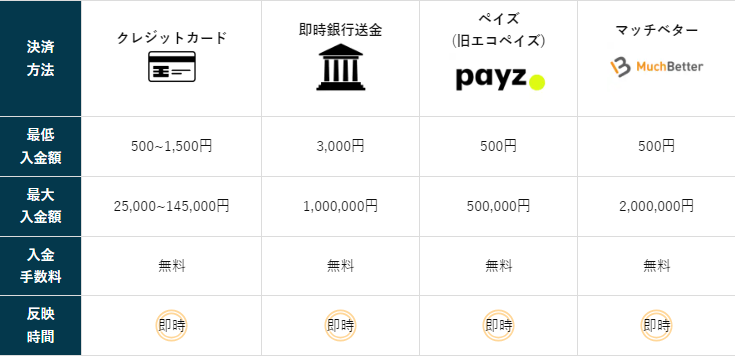 決済
方法
クレジットカード
即時銀行送金
ペイズ
(旧エコペイズ)
payz
マッチベター
MuchBetter
最低
入金額
500~1,500円
3,000円
500円
500円
最大
入金額
25,000~145,000円
1,000,000円
500,000円
2,000,000円
入金
手数料
無料
無料
無料
無料
反映
時間
即時
即時
即時
即時